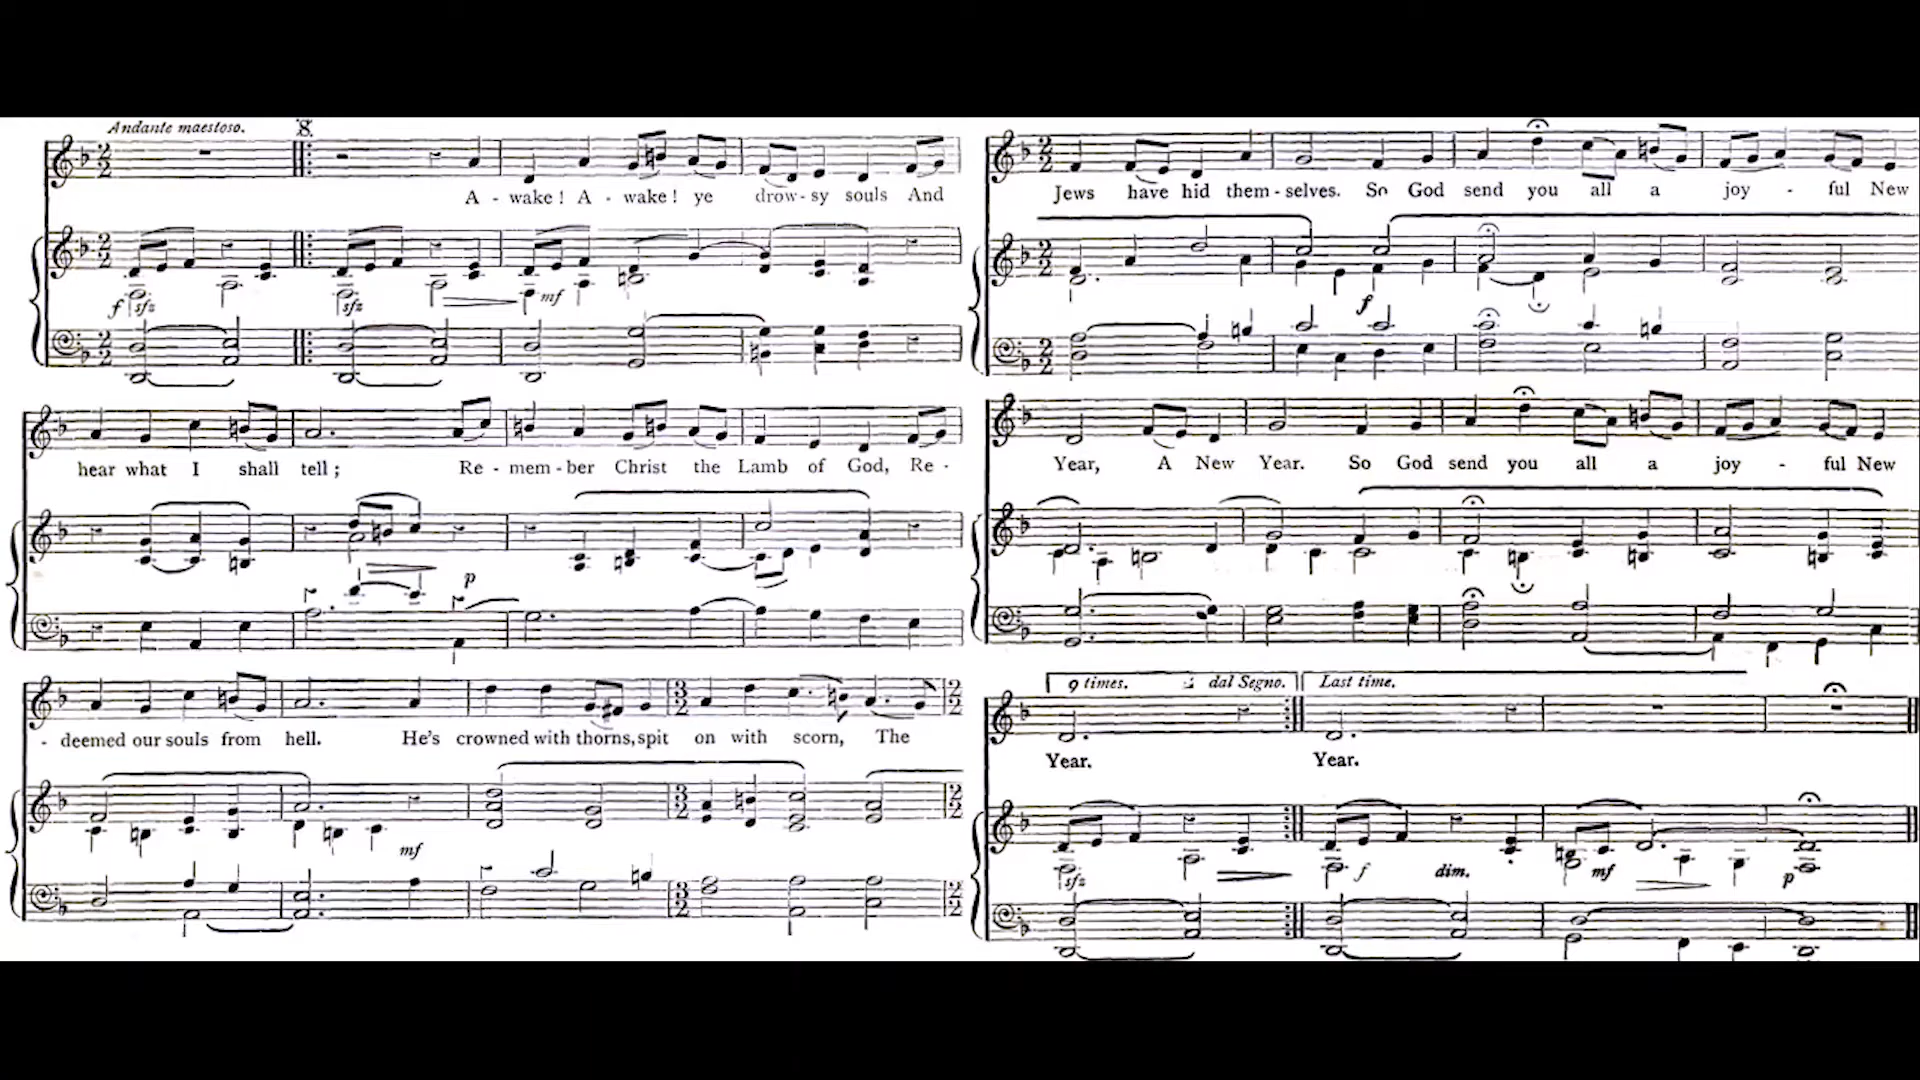 Andante maestoso.
A - wake! A - wake! ye drow - sy souls And
f sfz sfz mf
hear what I shall tell; Re - mem - ber Christ the Lamb of God, Re -
p
- deemed our souls from hell. He's crowned with thorns, spit on with scorn, The
mf
Jews have hid them - selves. So God send you all a joy - ful New
f
Year, A New Year. So God send you all a joy - ful New
9 times. dal Segno. Last time.
Year. Year.
sfz f dim. mf p